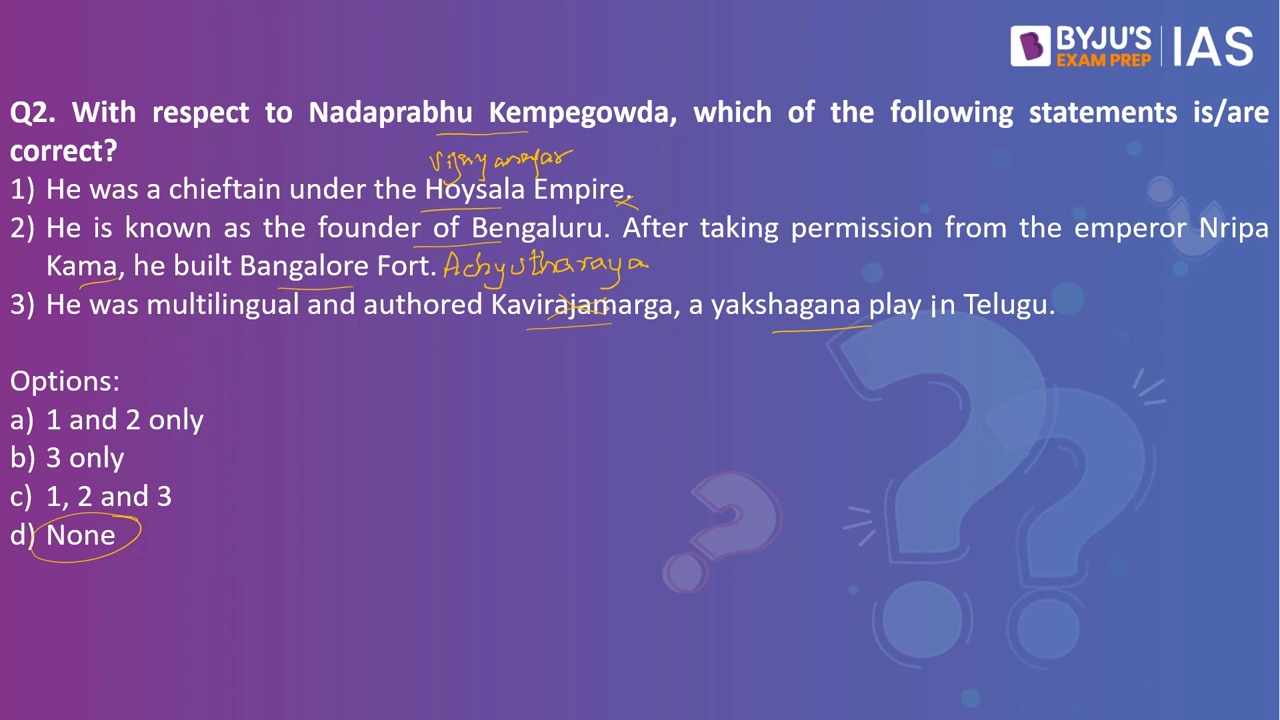 BYJU'S IAS
EXAM PREP
Q2. With respect to Nadaprabhu Kempegowda, which of the following statements is/are
correct?
Vijayanagar
1) He was a chieftain under the Hoysala Empire.
2) He is known as the founder of Bengaluru. After taking permission from the emperor Nripa
Kama, he built Bangalore Fort. Achyutharaya
3) He was multilingual and authored Kavirajamarga, a yakshagana play in Telugu.
Options:
a) 1 and 2 only
b) 3 only
c) 1, 2 and 3
d) None